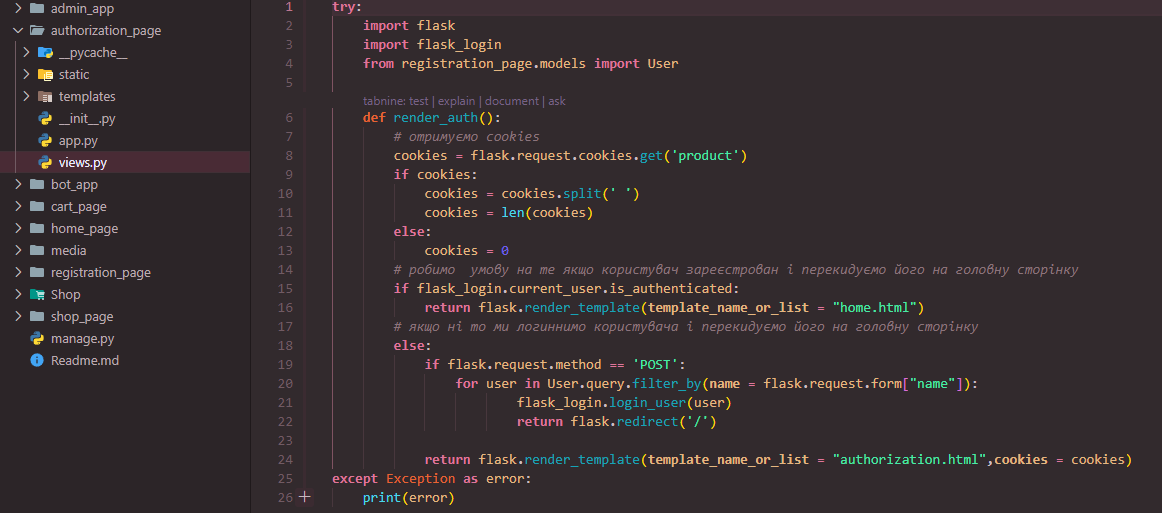 admin_app
authorization_page
__pycache__
static
templates
__init__.py
app.py
views.py
bot_app
cart_page
home_page
media
registration_page
Shop
shop_page
manage.py
Readme.md
1 try:
2 import flask
3 import flask_login
4 from registration_page.models import User
5
tabnine: test | explain | document | ask
6 def render_auth():
7 # отримуємо cookies
8 cookies = flask.request.cookies.get('product')
9 if cookies:
10 cookies = cookies.split(' ')
11 cookies = len(cookies)
12 else:
13 cookies = 0
14 # робимо  умову на те якщо користувач зареєстрован і перекидуємо його на головну сторінку
15 if flask_login.current_user.is_authenticated:
16 return flask.render_template(template_name_or_list = "home.html")
17 # якщо ні то ми логиннимо користувача і перекидуємо його на головну сторінку
18 else:
19 if flask.request.method == 'POST':
20 for user in User.query.filter_by(name = flask.request.form["name"]):
21 flask_login.login_user(user)
22 return flask.redirect('/')
23
24 return flask.render_template(template_name_or_list = "authorization.html",cookies = cookies)
25 except Exception as error:
26 print(error)